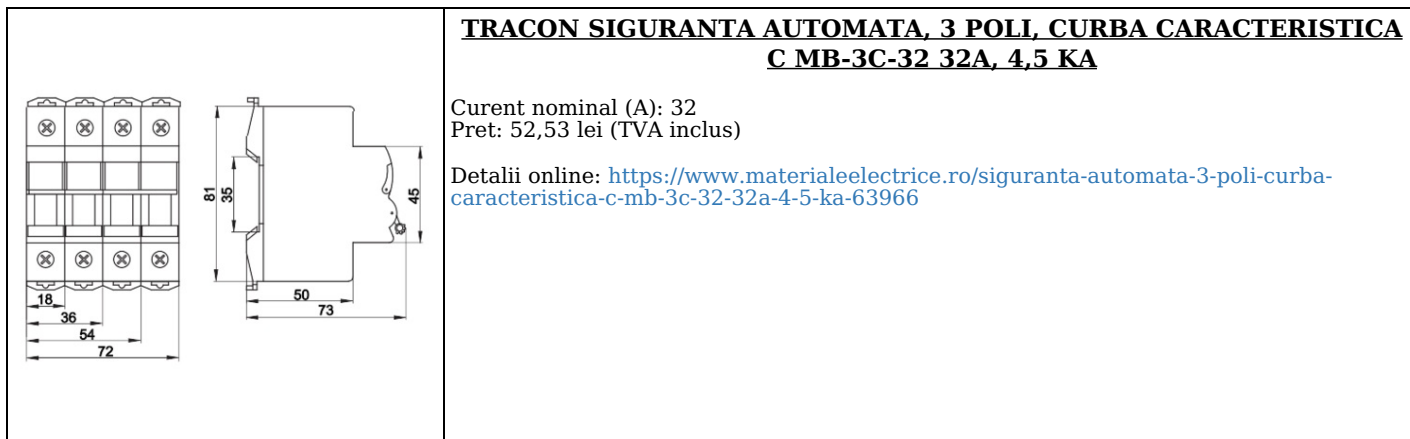 TRACON SIGURANTA AUTOMATA, 3 POLI, CURBA CARACTERISTICA
C MB-3C-32 32A, 4,5 KA
Curent nominal (A): 32
Pret: 52,53 lei (TVA inclus)
Detalii online: https://www.materialeelectrice.ro/siguranta-automata-3-poli-curba-
caracteristica-c-mb-3c-32-32a-4-5-ka-63966
81
35
45
18
36
54
72
50
73